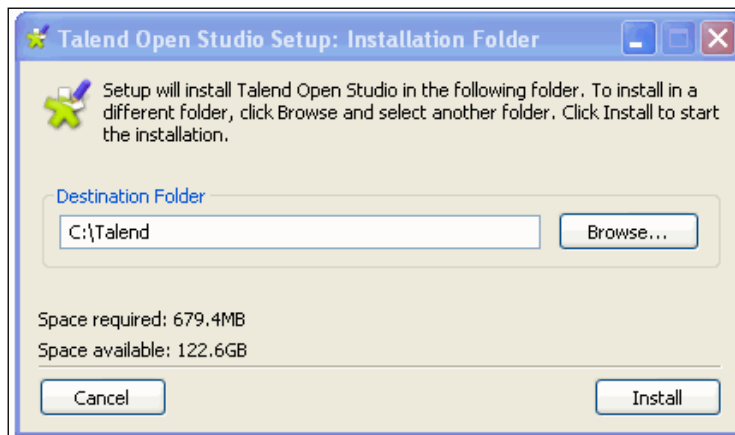 Talend Open Studio Setup: Installation Folder
Setup will install Talend Open Studio in the following folder. To install in a
different folder, click Browse and select another folder. Click Install to start
the installation.
Destination Folder
C:\Talend
Browse...
Space required: 679.4MB
Space available: 122.6GB
Cancel
Install